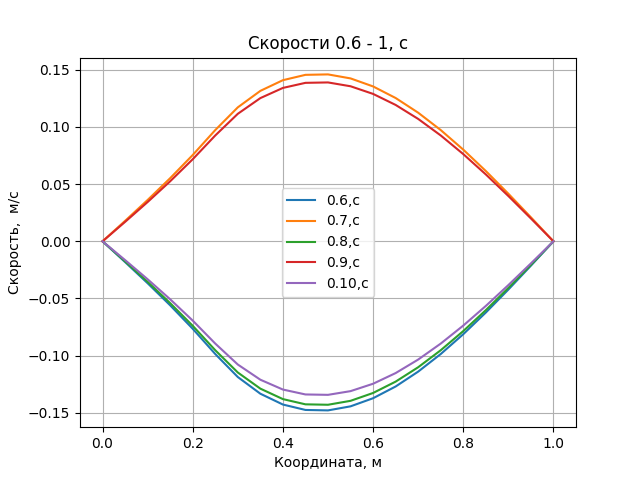 Скорости 0.6 - 1, с
0.15
0.10
0.05
0.00
−0.05
−0.10
−0.15
Скорость,  м/с
0.6,с
0.7,с
0.8,с
0.9,с
0.10,с
0.0 0.2 0.4 0.6 0.8 1.0
Координата, м